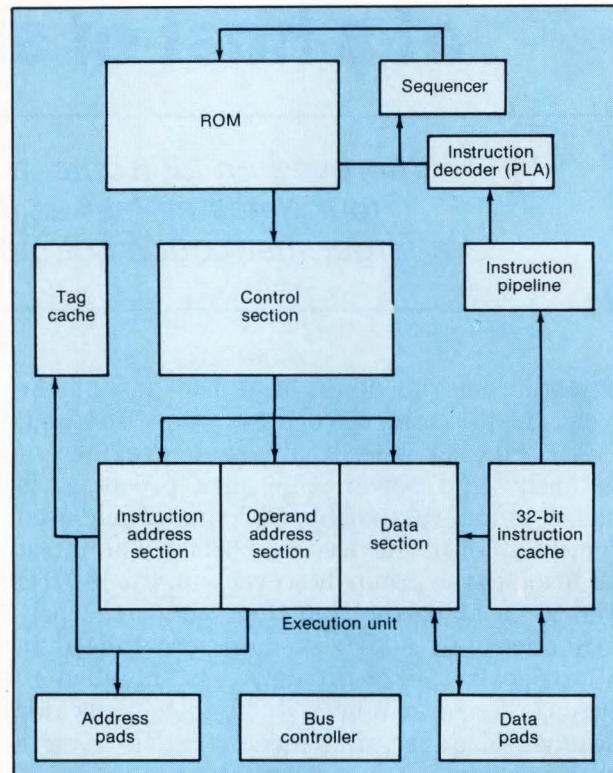 ROM
Sequencer
Instruction
decoder (PLA)
Tag
cache
Control
section
Instruction
pipeline
Instruction
address
section
Operand
address
section
Data
section
32-bit
instruction
cache
Execution unit
Address
pads
Bus
controller
Data
pads